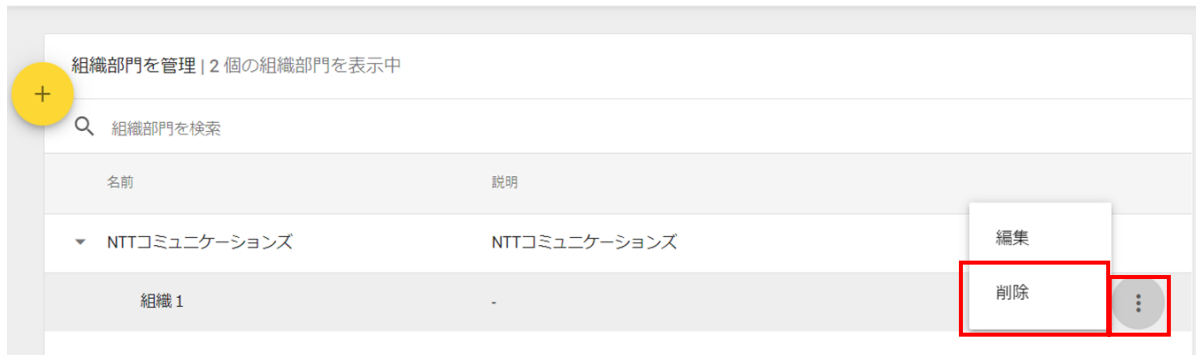 組織部門を管理 | 2 個の組織部門を表示中
組織部門を検索
名前 説明
NTTコミュニケーションズ NTTコミュニケーションズ
編集
組織 1 -
削除